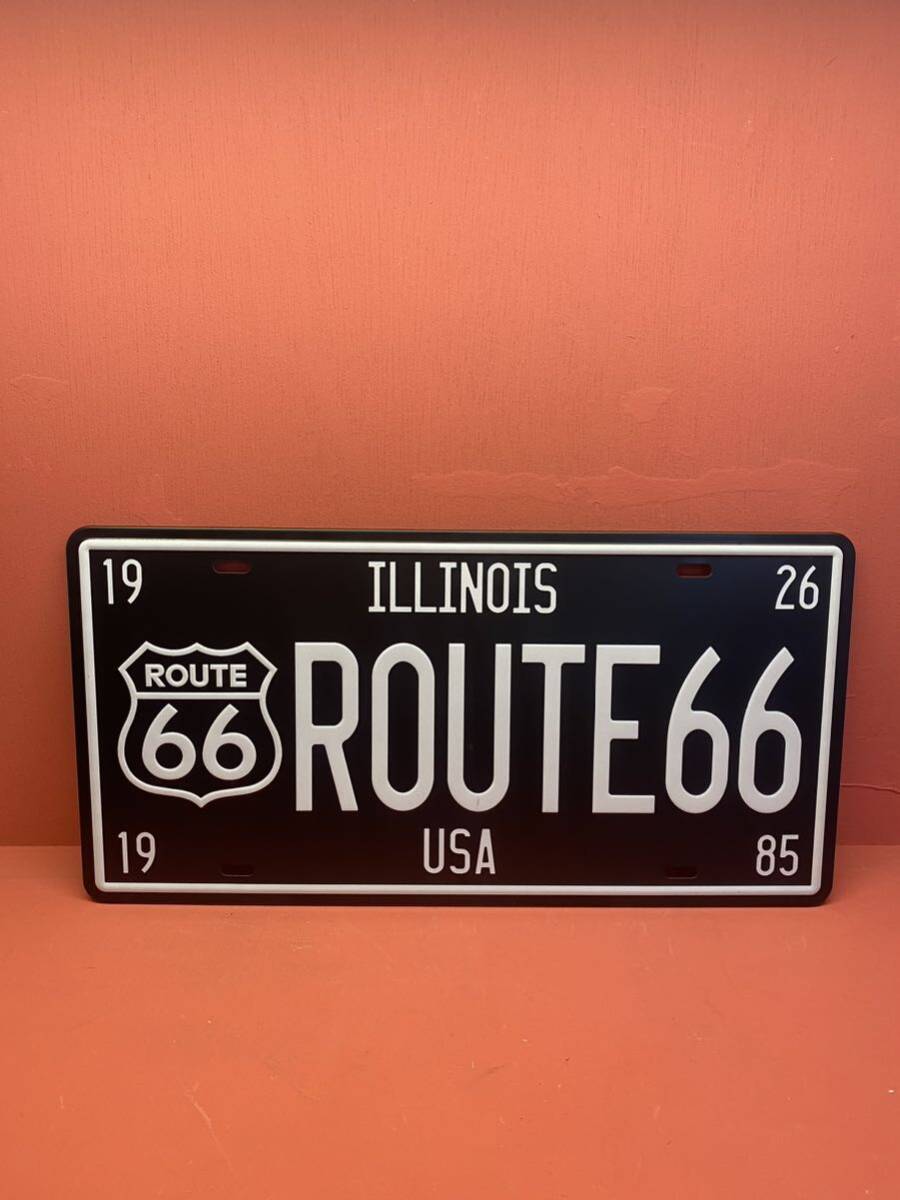 19 ILLINOIS 26
ROUTE
66
ROUTE66
19 USA 85